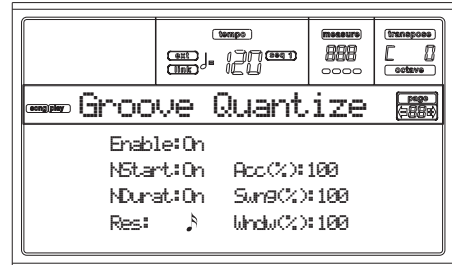 tempo measure transpose
ext ♩= 120 seq 1 888 C 0
link octave
song play Groove Quantize page
88
Enable:On
NStart:On Acc(%):100
NDurat:On Swng(%):100
Res: 𝅘𝅥𝅯 Wndw(%):100